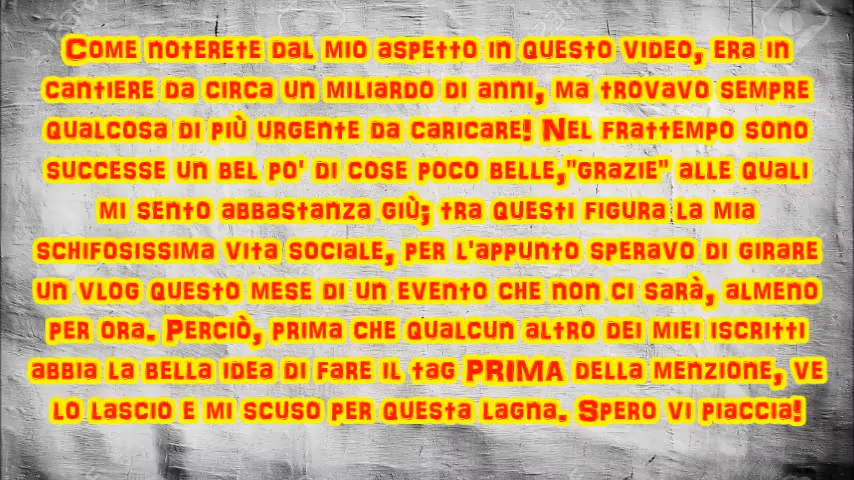 Come noterete dal mio aspetto in questo video, era in
cantiere da circa un miliardo di anni, ma trovavo sempre
qualcosa di più urgente da caricare! Nel frattempo sono
successe un bel po' di cose poco belle,"grazie" alle quali
mi sento abbastanza giù; tra questi figura la mia
schifosissima vita sociale, per l'appunto speravo di girare
un vlog questo mese di un evento che non ci sarà, almeno
per ora. Perciò, prima che qualcun altro dei miei iscritti
abbia la bella idea di fare il tag PRIMA della menzione, ve
lo lascio e mi scuso per questa lagna. Spero vi piaccia!